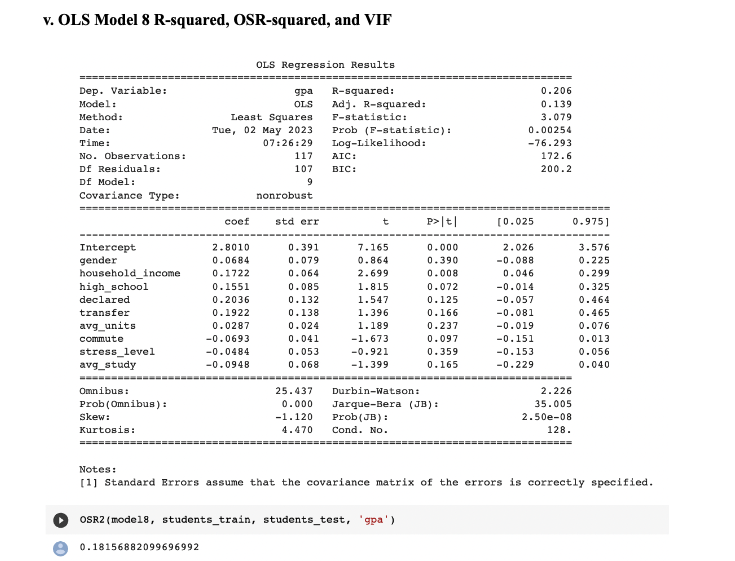 v. OLS Model 8 R-squared, OSR-squared, and VIF
OLS Regression Results
==============================================================================
Dep. Variable: gpa R-squared: 0.206
Model: OLS Adj. R-squared: 0.139
Method: Least Squares F-statistic: 3.079
Date: Tue, 02 May 2023 Prob (F-statistic): 0.00254
Time: 07:26:29 Log-Likelihood: -76.293
No. Observations: 117 AIC: 172.6
Df Residuals: 107 BIC: 200.2
Df Model: 9
Covariance Type: nonrobust
====================================================================================
coef std err t P>|t| [0.025 0.975]
------------------------------------------------------------------------------------
Intercept 2.8010 0.391 7.165 0.000 2.026 3.576
gender 0.0684 0.079 0.864 0.390 -0.088 0.225
household_income 0.1722 0.064 2.699 0.008 0.046 0.299
high_school 0.1551 0.085 1.815 0.072 -0.014 0.325
declared 0.2036 0.132 1.547 0.125 -0.057 0.464
transfer 0.1922 0.138 1.396 0.166 -0.081 0.465
avg_units 0.0287 0.024 1.189 0.237 -0.019 0.076
commute -0.0693 0.041 -1.673 0.097 -0.151 0.013
stress_level -0.0484 0.053 -0.921 0.359 -0.153 0.056
avg_study -0.0948 0.068 -1.399 0.165 -0.229 0.040
==============================================================================
Omnibus: 25.437 Durbin-Watson: 2.226
Prob(Omnibus): 0.000 Jarque-Bera (JB): 35.005
Skew: -1.120 Prob(JB): 2.50e-08
Kurtosis: 4.470 Cond. No. 128.
==============================================================================
Notes:
[1] Standard Errors assume that the covariance matrix of the errors is correctly specified.
OSR2(model8, students_train, students_test, 'gpa')
0.18156882099696992